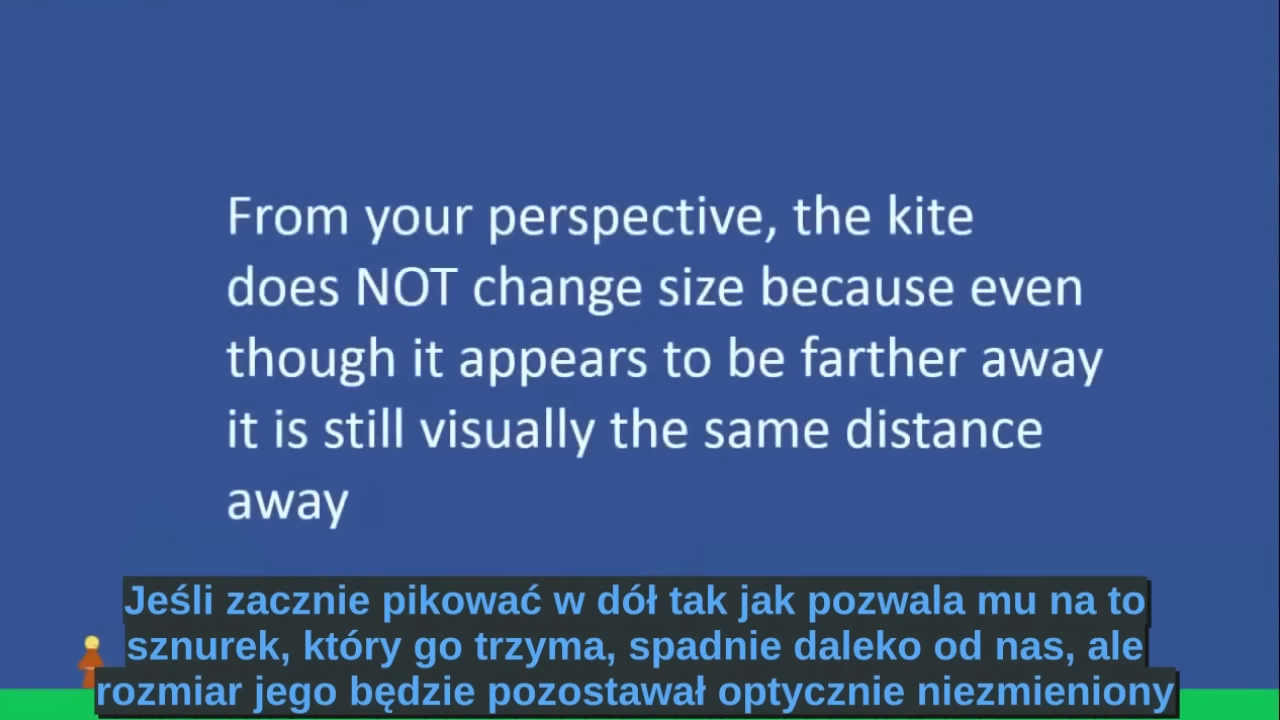 From your perspective, the kite
does NOT change size because even
though it appears to be farther away
it is still visually the same distance
away
Jeśli zacznie pikować w dół tak jak pozwala mu na to
sznurek, który go trzyma, spadnie daleko od nas, ale
rozmiar jego będzie pozostawał optycznie niezmieniony